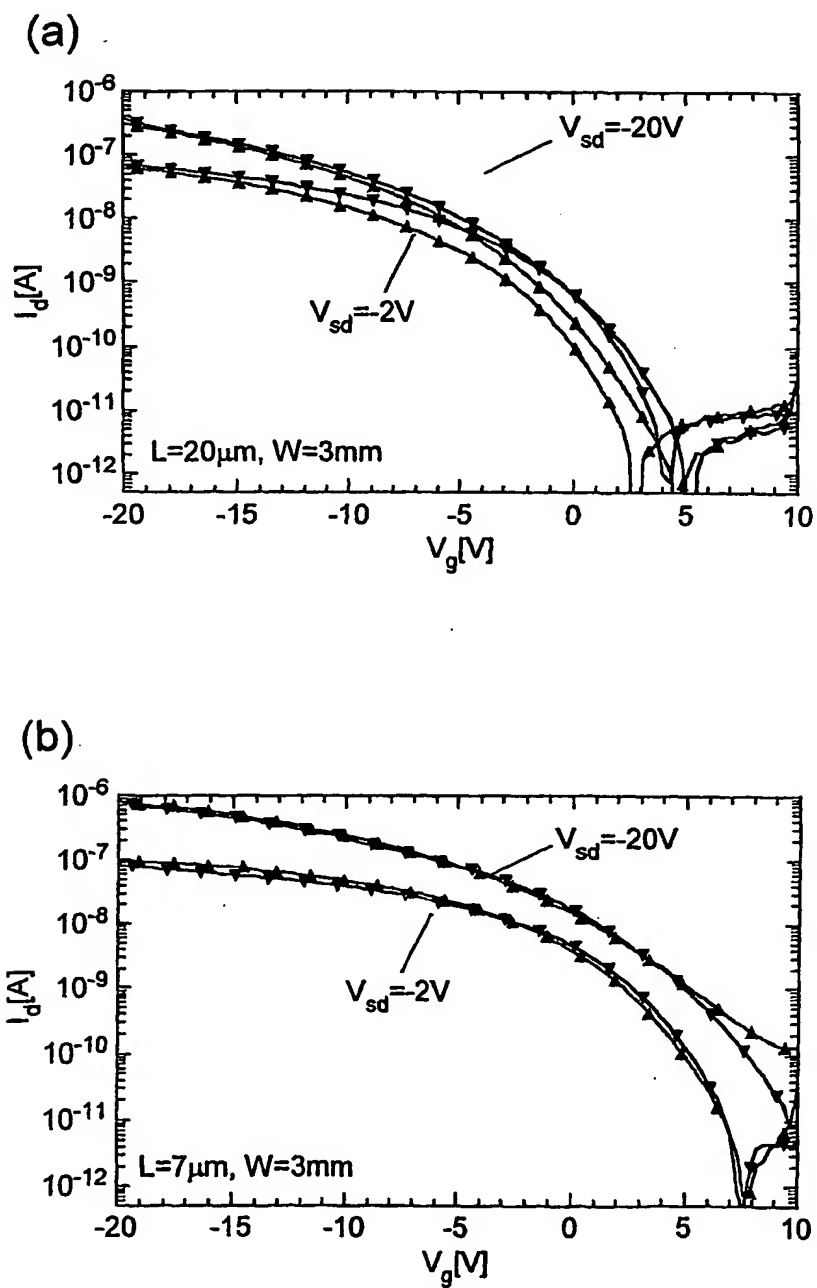 (a)
10^-6
10^-7
10^-8
10^-9
10^-10
10^-11
10^-12
I_d[A]
V_sd=-20V
V_sd=-2V
L=20μm, W=3mm
-20 -15 -10 -5 0 5 10
V_g[V]
(b)
10^-6
10^-7
10^-8
10^-9
10^-10
10^-11
10^-12
I_d[A]
V_sd=-20V
V_sd=-2V
L=7μm, W=3mm
-20 -15 -10 -5 0 5 10
V_g[V]